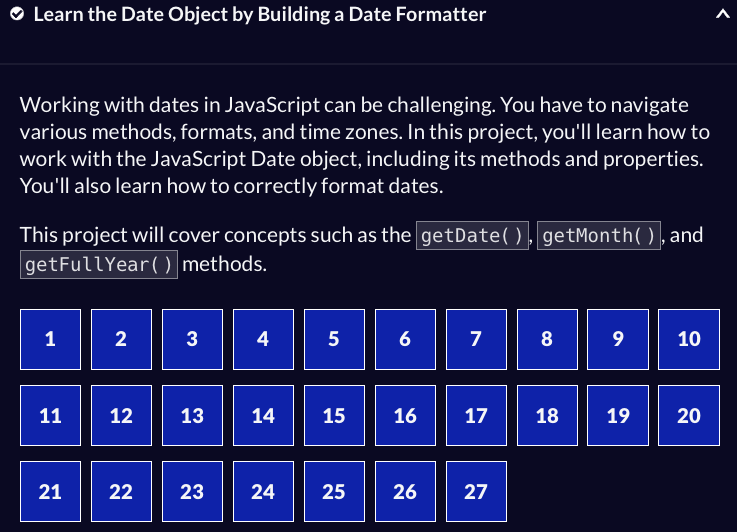 Learn the Date Object by Building a Date Formatter
Working with dates in JavaScript can be challenging. You have to navigate
various methods, formats, and time zones. In this project, you'll learn how to
work with the JavaScript Date object, including its methods and properties.
You'll also learn how to correctly format dates.
This project will cover concepts such as the getDate(), getMonth(), and
getFullYear() methods.
1 2 3 4 5 6 7 8 9 10
11 12 13 14 15 16 17 18 19 20
21 22 23 24 25 26 27